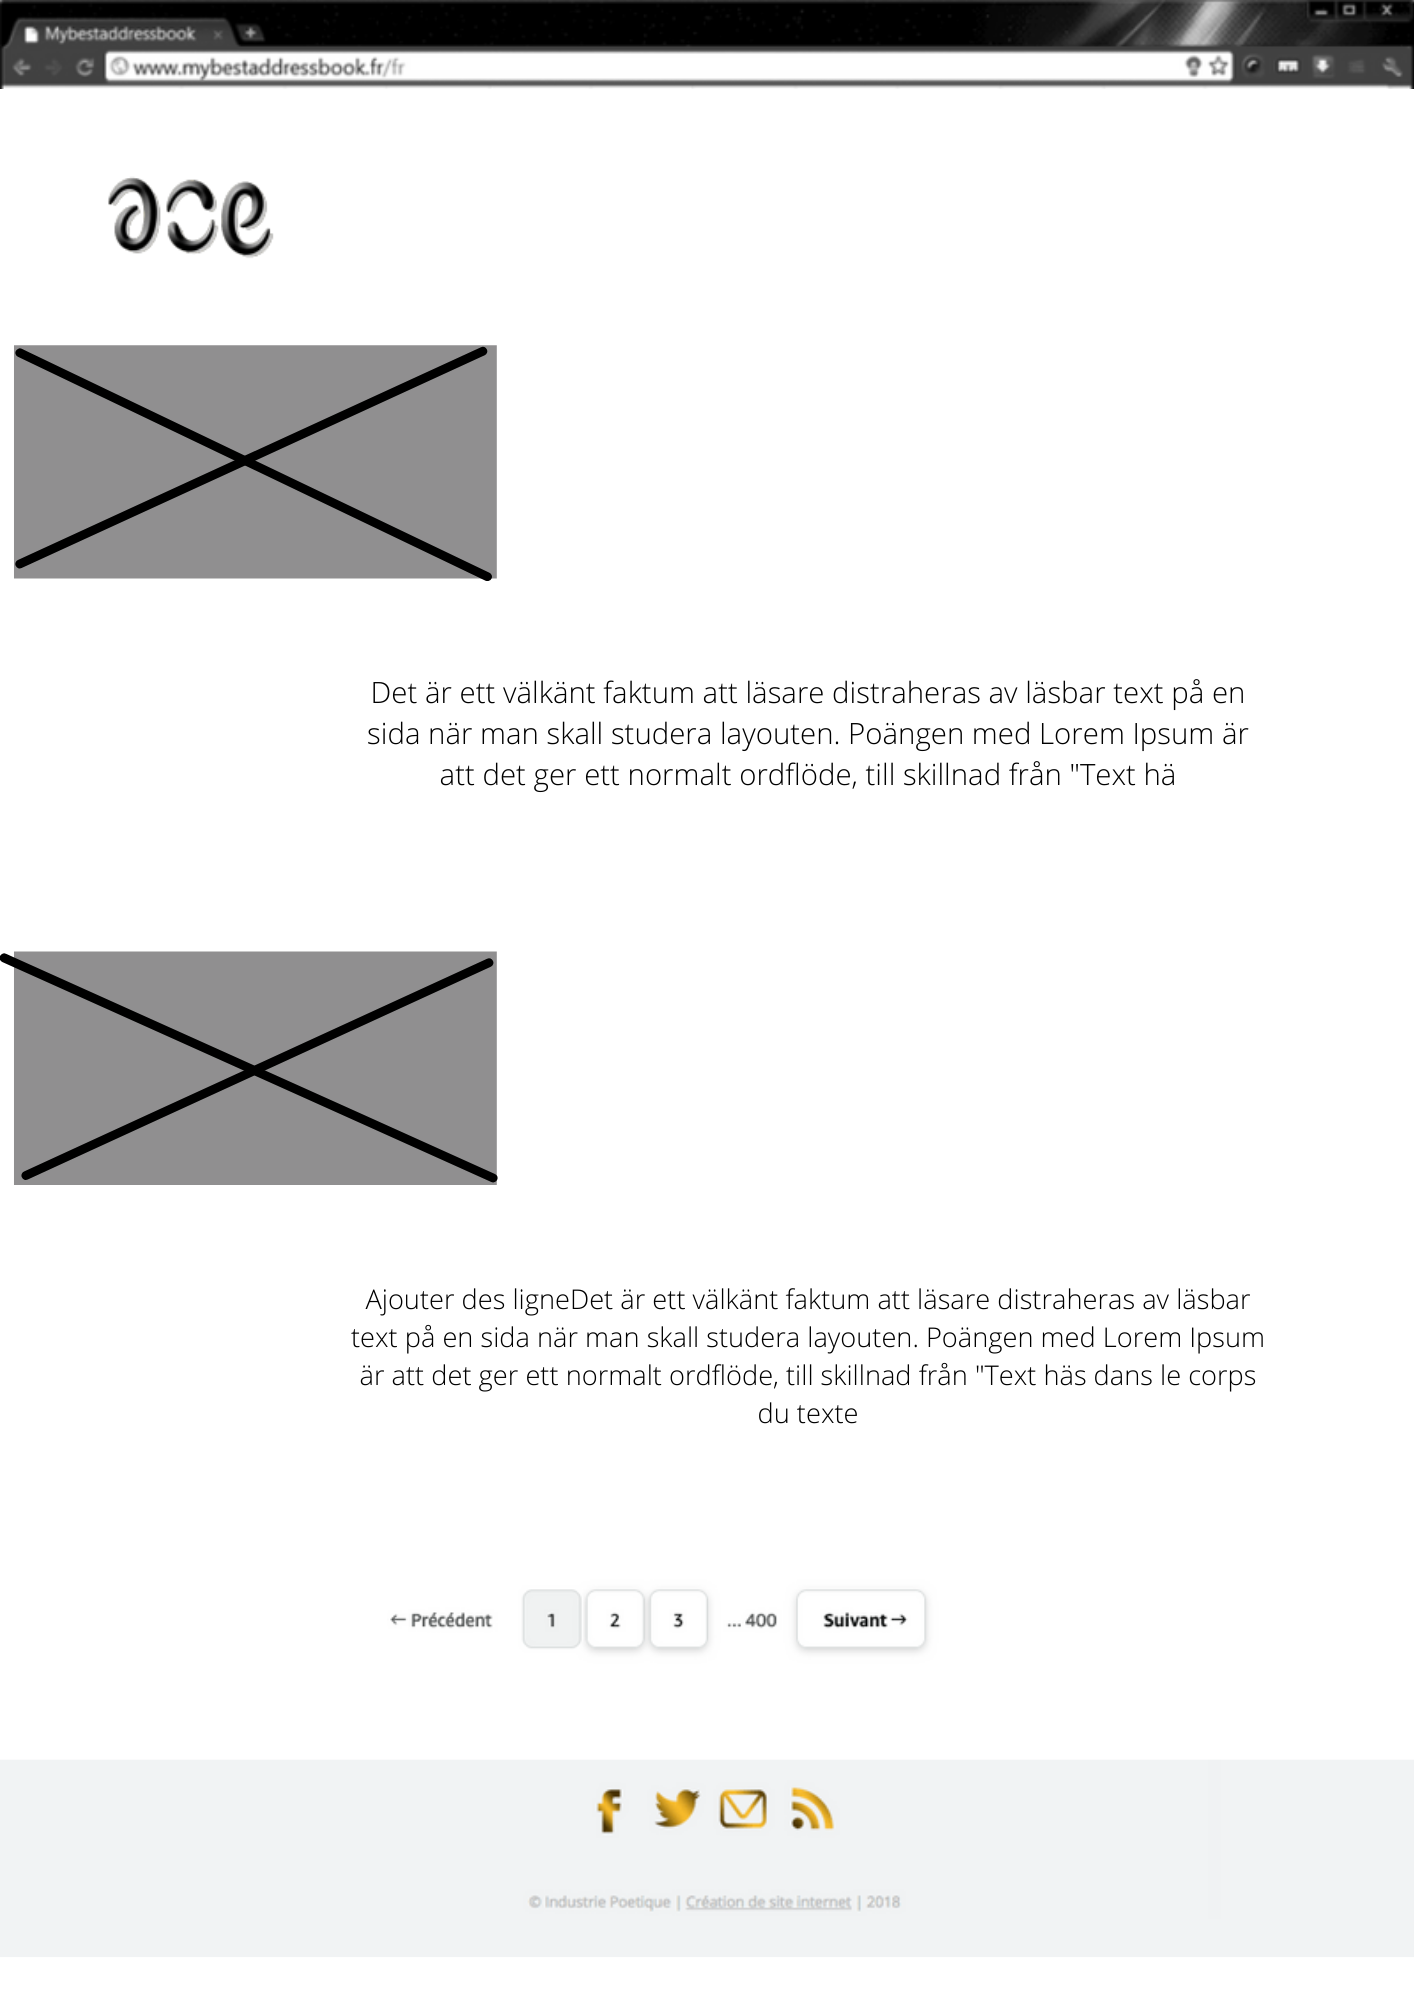 Mybestaddressbook
www.mybestaddressbook.fr/fr
ace
Det är ett välkänt faktum att läsare distraheras av läsbar text på en
sida när man skall studera layouten. Poängen med Lorem Ipsum är
att det ger ett normalt ordflöde, till skillnad från "Text hä
Ajouter des ligneDet är ett välkänt faktum att läsare distraheras av läsbar
text på en sida när man skall studera layouten. Poängen med Lorem Ipsum
är att det ger ett normalt ordflöde, till skillnad från "Text häs dans le corps
du texte
← Précédent 1 2 3 ... 400 Suivant →
© Industrie Poetique | Création de site internet | 2018